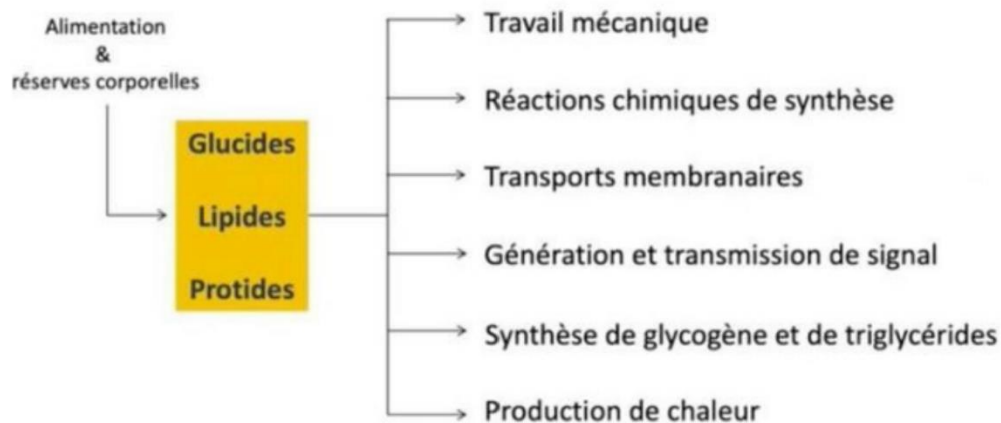 Alimentation
&
réserves corporelles
Glucides
Lipides
Protides
Travail mécanique
Réactions chimiques de synthèse
Transports membranaires
Génération et transmission de signal
Synthèse de glycogène et de triglycérides
Production de chaleur